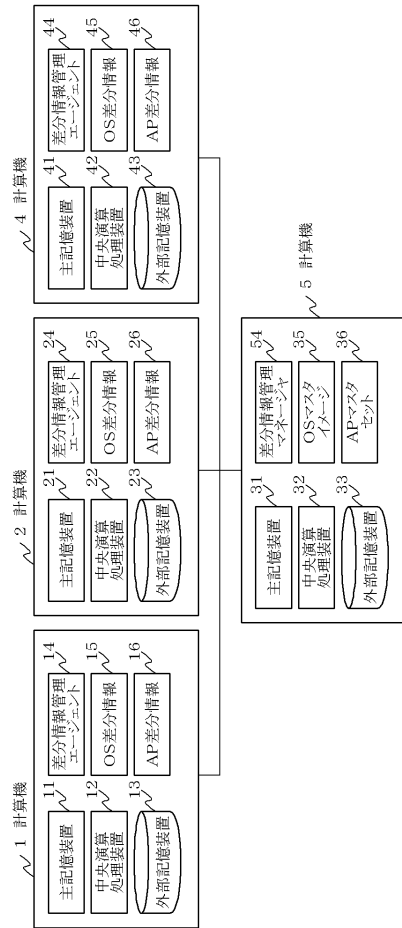 1 計算機
11
主記憶装置
12
中央演算
処理装置
13
外部記憶装置
14
差分情報管理
エージェント
15
OS差分情報
16
AP差分情報
2 計算機
21
主記憶装置
22
中央演算
処理装置
23
外部記憶装置
24
差分情報管理
エージェント
25
OS差分情報
26
AP差分情報
4 計算機
41
主記憶装置
42
中央演算
処理装置
43
外部記憶装置
44
差分情報管理
エージェント
45
OS差分情報
46
AP差分情報
5 計算機
31
主記憶装置
32
中央演算
処理装置
33
外部記憶装置
54
差分情報管理
マネージャ
35
OSマスタ
イメージ
36
APマスタ
セット